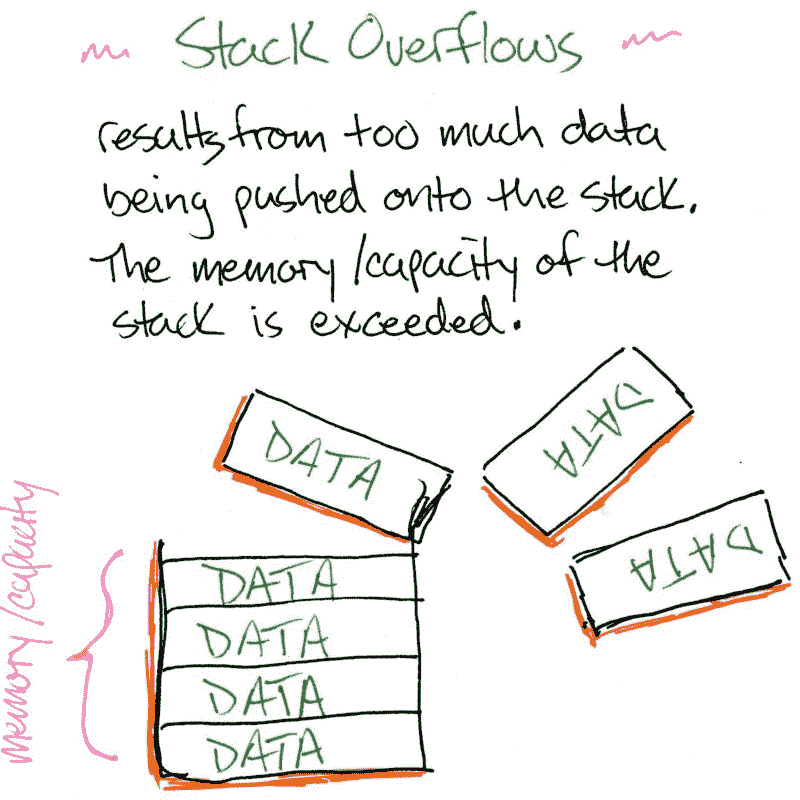 Stack Overflows
results from too much data
being pushed onto the stack.
The memory/capacity of the
stack is exceeded.
DATA
DATA
DATA
DATA
DATA
DATA
DATA
memory/capacity